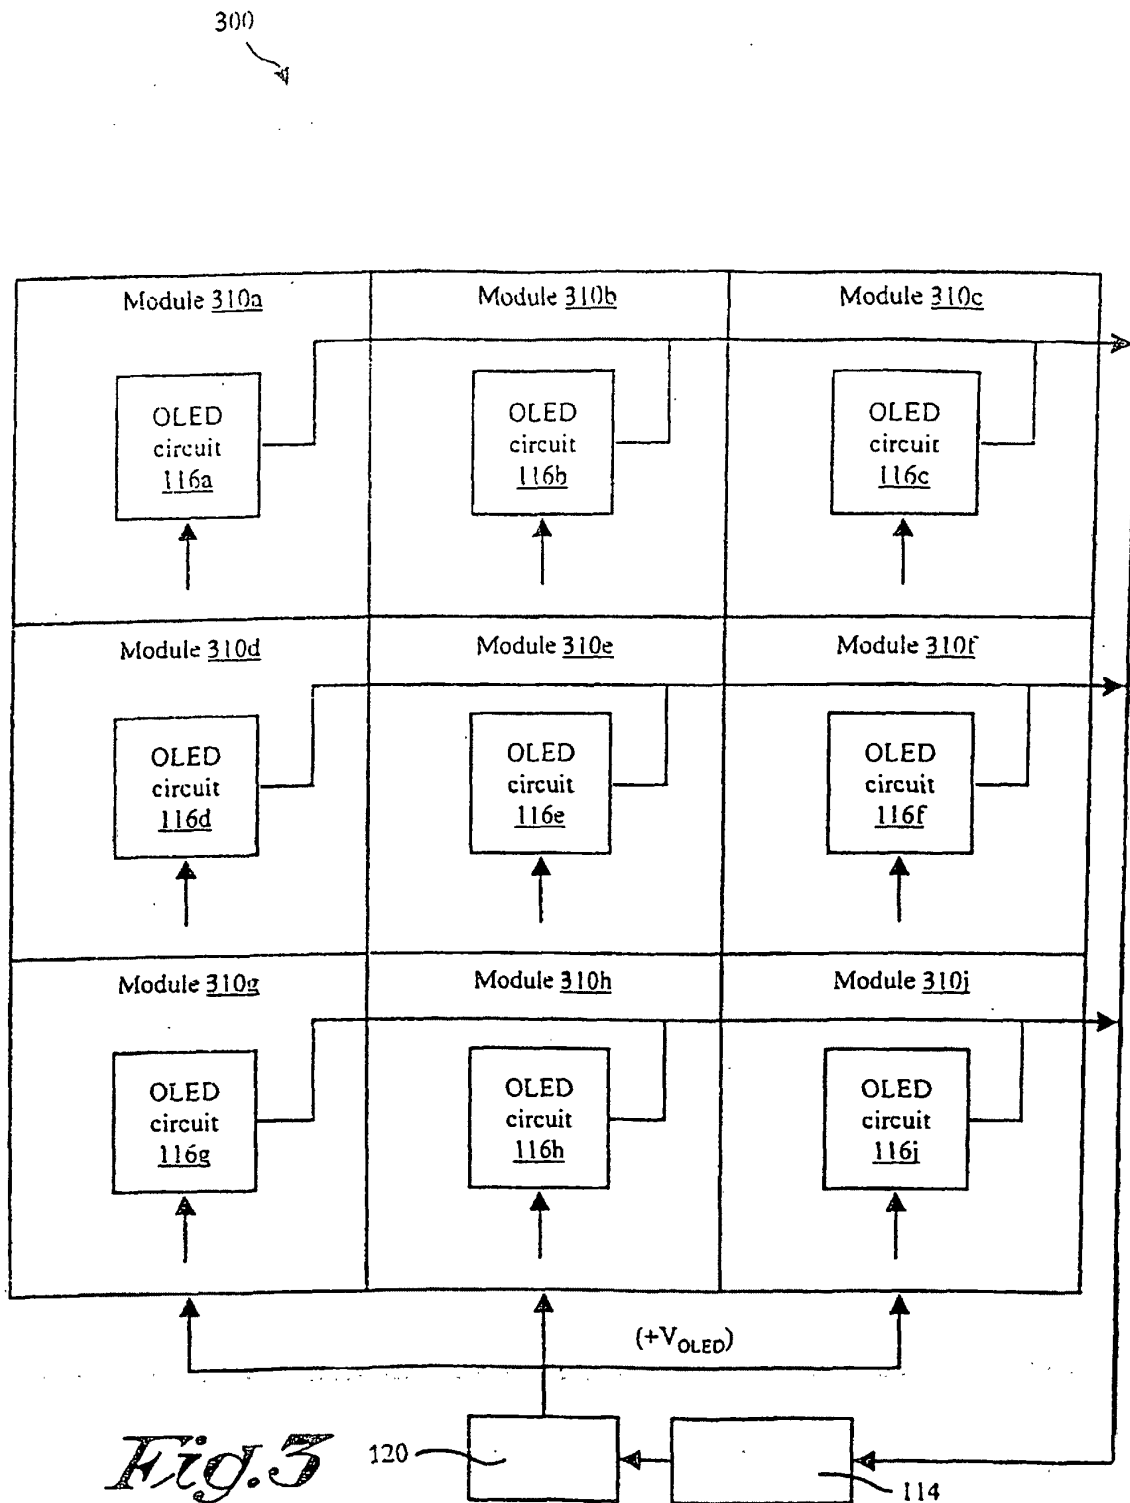 300
Module 310a
Module 310b
Module 310c
OLED
circuit
116a
OLED
circuit
116b
OLED
circuit
116c
Module 310d
Module 310e
Module 310f
OLED
circuit
116d
OLED
circuit
116e
OLED
circuit
116f
Module 310g
Module 310h
Module 310j
OLED
circuit
116g
OLED
circuit
116h
OLED
circuit
116j
(+VOLED)
Fig.3
120
114